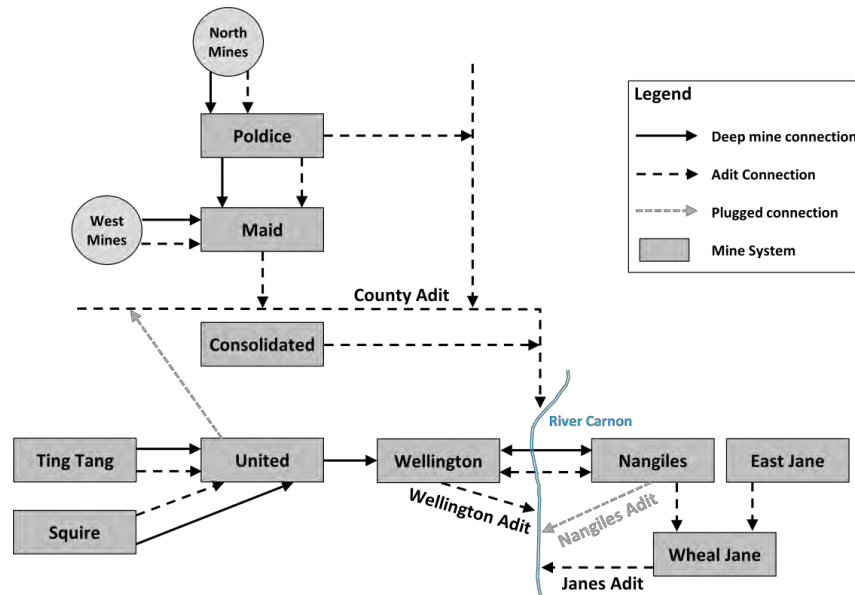 North
Mines
Legend
Deep mine connection
Poldice
Adit Connection
West
Mines
Maid
Plugged connection
Mine System
County Adit
Consolidated
River Carnon
Ting Tang
United
Wellington
Nangiles
East Jane
Wellington Adit
Nangiles Adit
Squire
Wheal Jane
Janes Adit